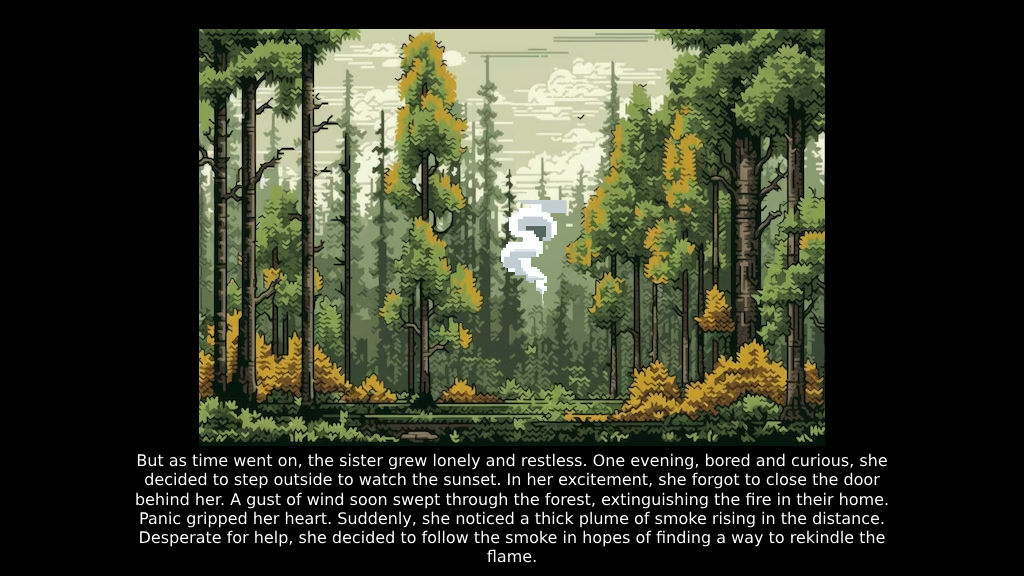 But as time went on, the sister grew lonely and restless. One evening, bored and curious, she
decided to step outside to watch the sunset. In her excitement, she forgot to close the door
behind her. A gust of wind soon swept through the forest, extinguishing the fire in their home.
Panic gripped her heart. Suddenly, she noticed a thick plume of smoke rising in the distance.
Desperate for help, she decided to follow the smoke in hopes of finding a way to rekindle the
flame.